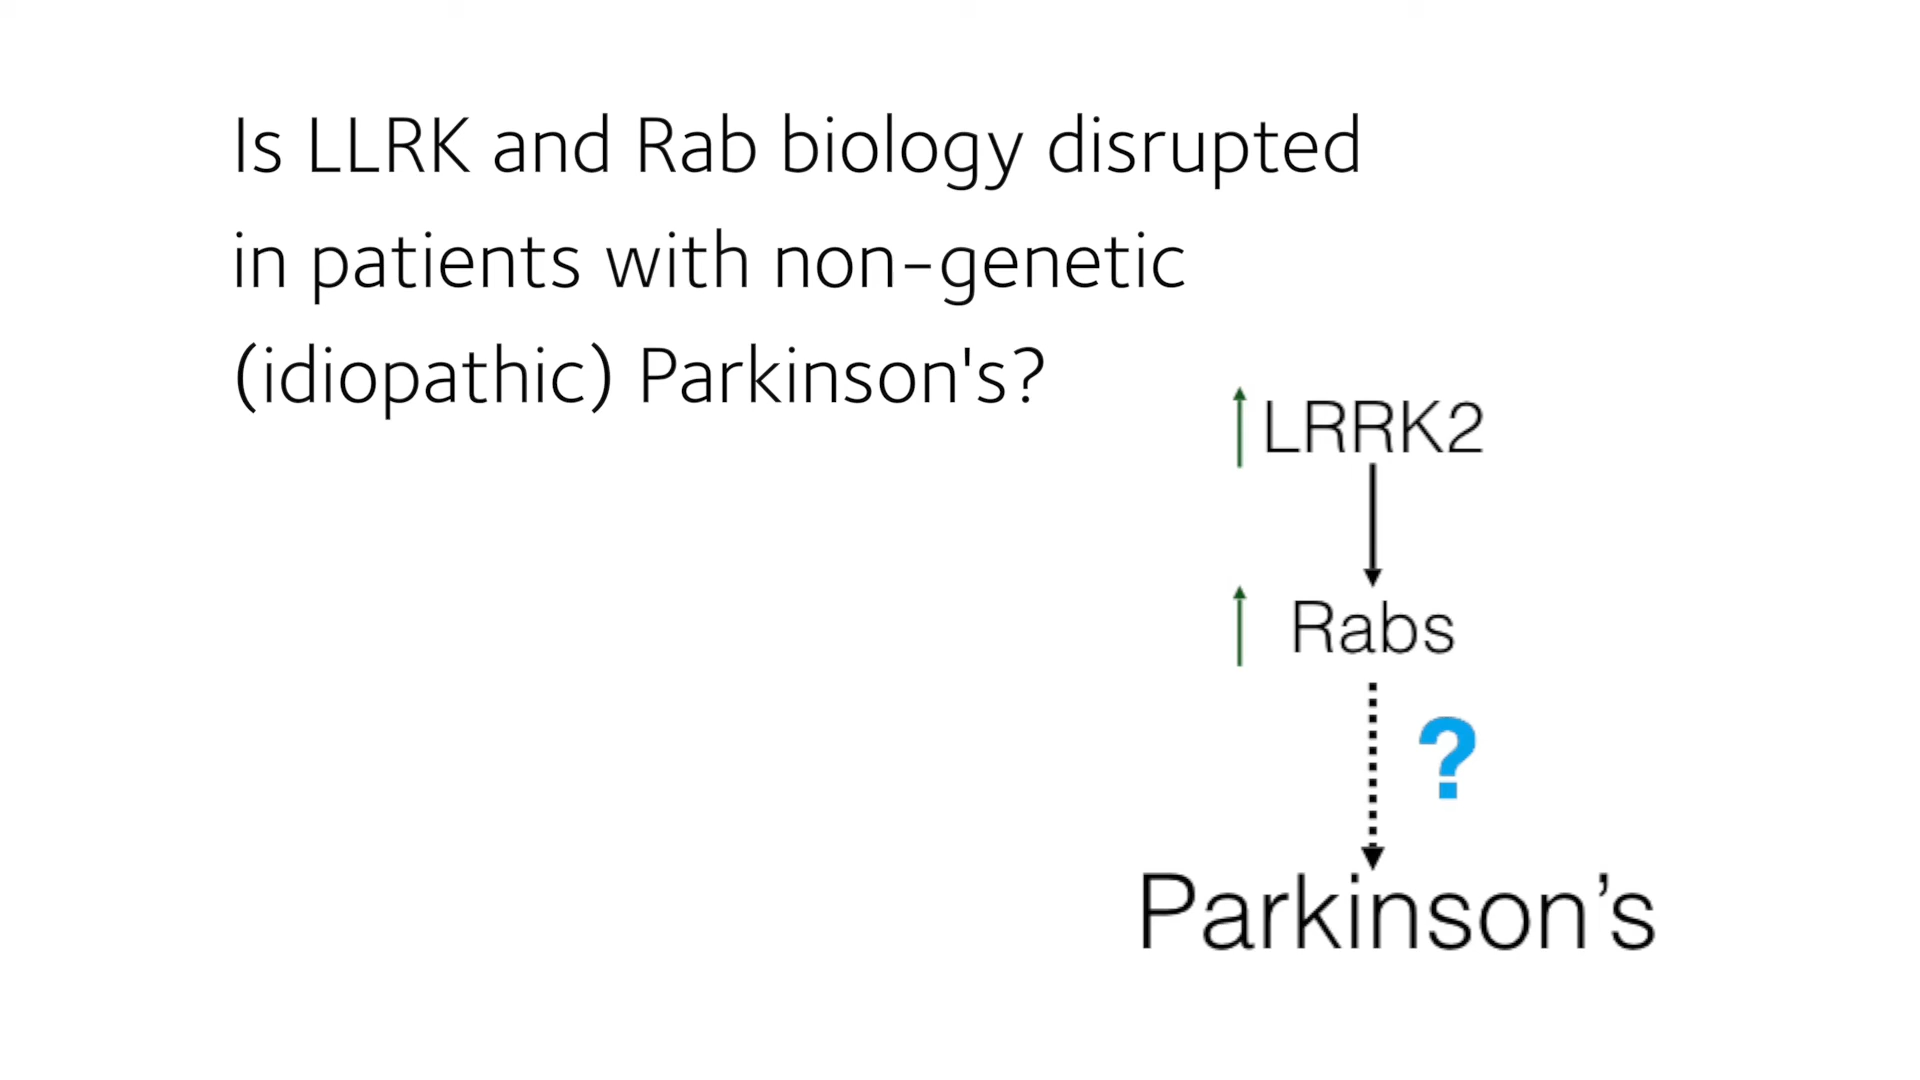 Is LLRK and Rab biology disrupted
in patients with non-genetic
(idiopathic) Parkinson's?
LRRK2
Rabs
?
Parkinson’s